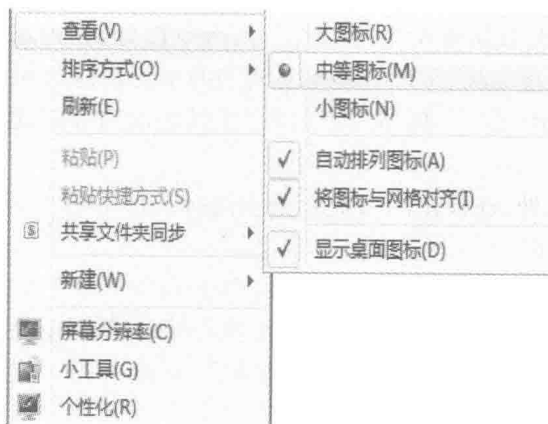 查看(V)
排序方式(O)
刷新(E)
粘贴(P)
粘贴快捷方式(S)
共享文件夹同步
新建(W)
屏幕分辨率(C)
小工具(G)
个性化(R)
大图标(R)
中等图标(M)
小图标(N)
自动排列图标(A)
将图标与网格对齐(I)
显示桌面图标(D)